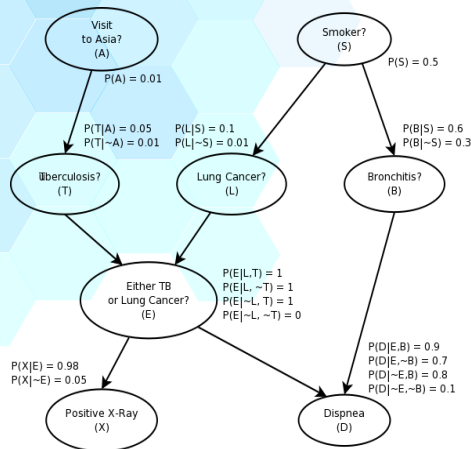 Visit
to Asia?
(A)
P(A) = 0.01
Smoker?
(S)
P(S) = 0.5
P(T|A) = 0.05
P(T|~A) = 0.01
P(L|S) = 0.1
P(L|~S) = 0.01
P(B|S) = 0.6
P(B|~S) = 0.3
Tuberculosis?
(T)
Lung Cancer?
(L)
Bronchitis?
(B)
Either TB
or Lung Cancer?
(E)
P(E|L,T) = 1
P(E|L, ~T) = 1
P(E|~L, T) = 1
P(E|~L, ~T) = 0
P(X|E) = 0.98
P(X|~E) = 0.05
P(D|E,B) = 0.9
P(D|E,~B) = 0.7
P(D|~E,B) = 0.8
P(D|~E,~B) = 0.1
Positive X-Ray
(X)
Dispnea
(D)